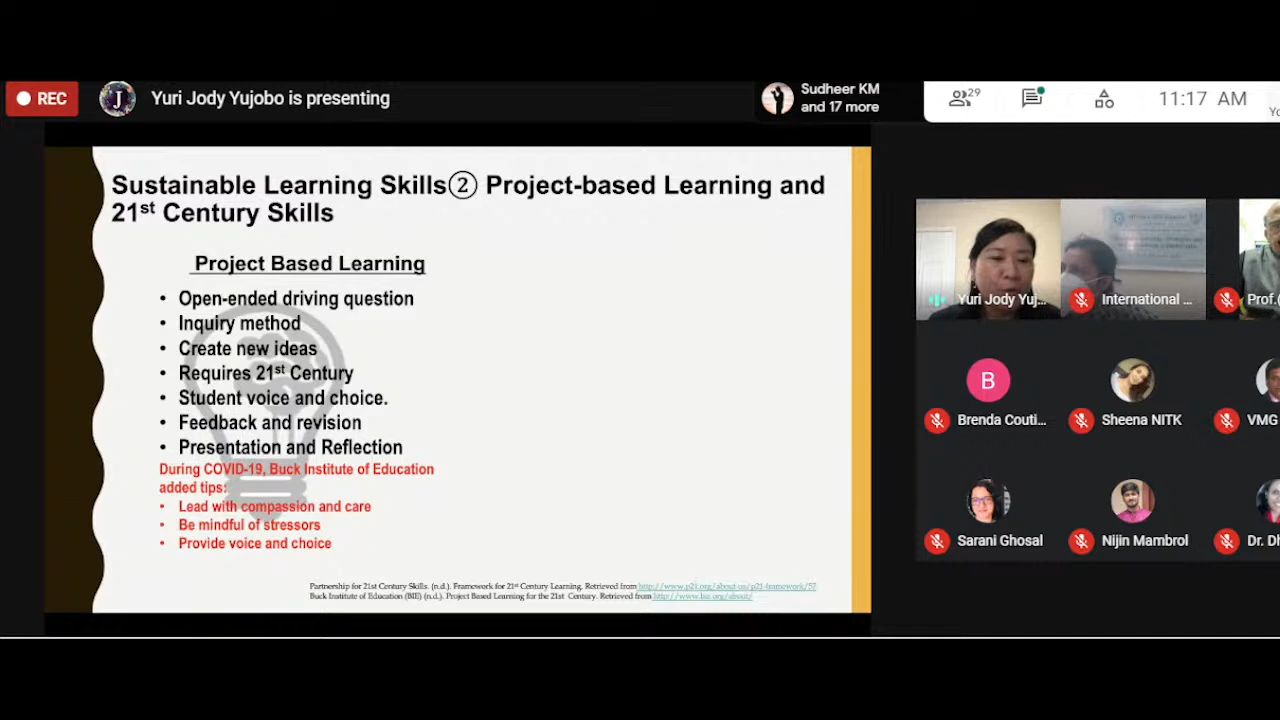 REC
J
Yuri Jody Yujobo is presenting
Sudheer KM
and 17 more
29
11:17 AM
Sustainable Learning Skills② Project-based Learning and
21st Century Skills
Project Based Learning
• Open-ended driving question
• Inquiry method
• Create new ideas
• Requires 21st Century
• Student voice and choice.
• Feedback and revision
• Presentation and Reflection
During COVID-19, Buck Institute of Education
added tips:
• Lead with compassion and care
• Be mindful of stressors
• Provide voice and choice
Partnership for 21st Century Skills. (n.d.). Framework for 21st Century Learning. Retrieved from http://www.p21.org/about-us/p21-framework/57
Buck Institute of Education (BIE) (n.d.). Project Based Learning for the 21st Century. Retrieved from http://www.bie.org/about/
Yuri Jody Yuj...
International ...
Prof.(
B
Brenda Couti...
Sheena NITK
VMG
Sarani Ghosal
Nijin Mambrol
Dr. Dh